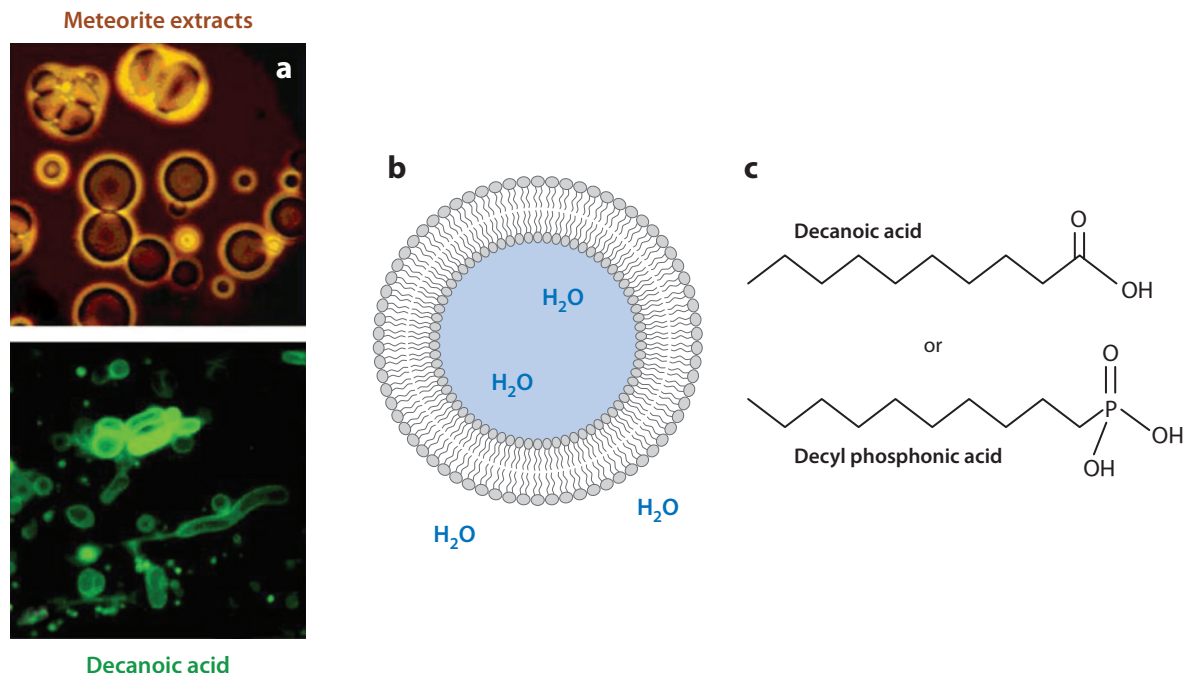 Meteorite extracts
a
Decanoic acid
b
H₂O
H₂O
H₂O
H₂O
c
Decanoic acid
O
OH
or
O
P
OH
OH
Decyl phosphonic acid